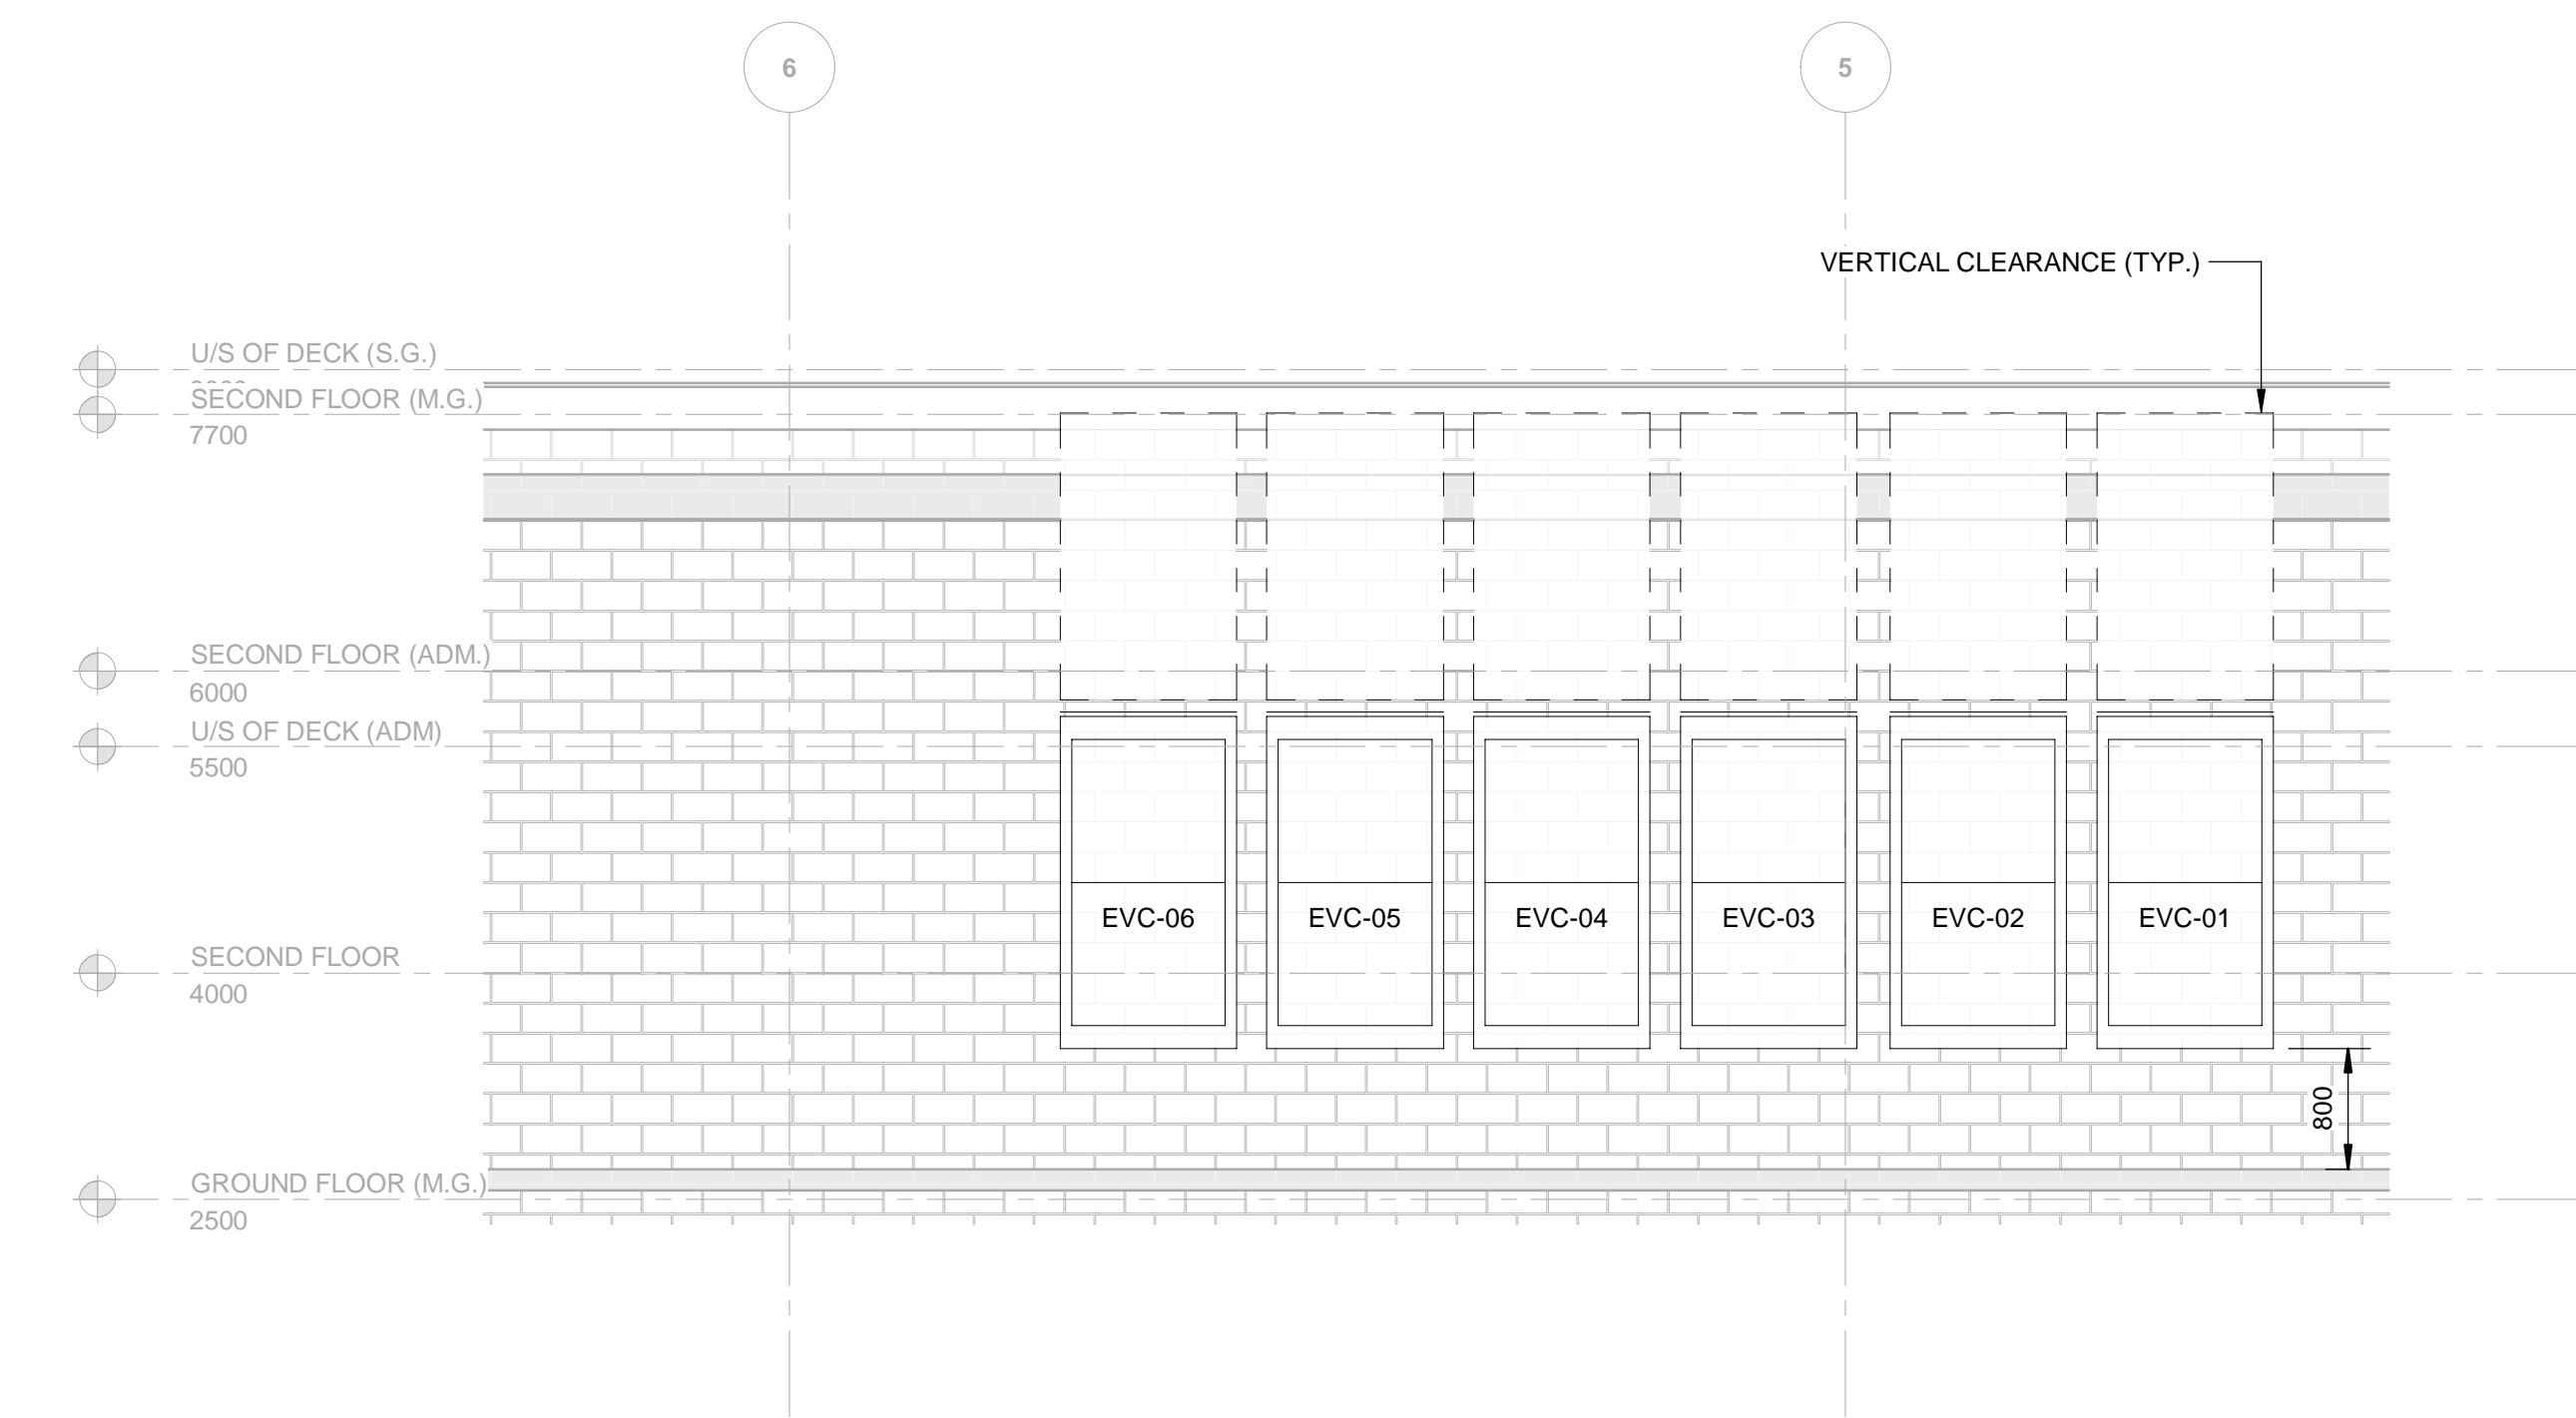 6
5
VERTICAL CLEARANCE (TYP.)
U/S OF DECK (S.G.)
SECOND FLOOR (M.G.)
7700
SECOND FLOOR (ADM.)
6000
U/S OF DECK (ADM)
5500
EVC-06
EVC-05
EVC-04
EVC-03
EVC-02
EVC-01
SECOND FLOOR
4000
800
GROUND FLOOR (M.G.)
2500